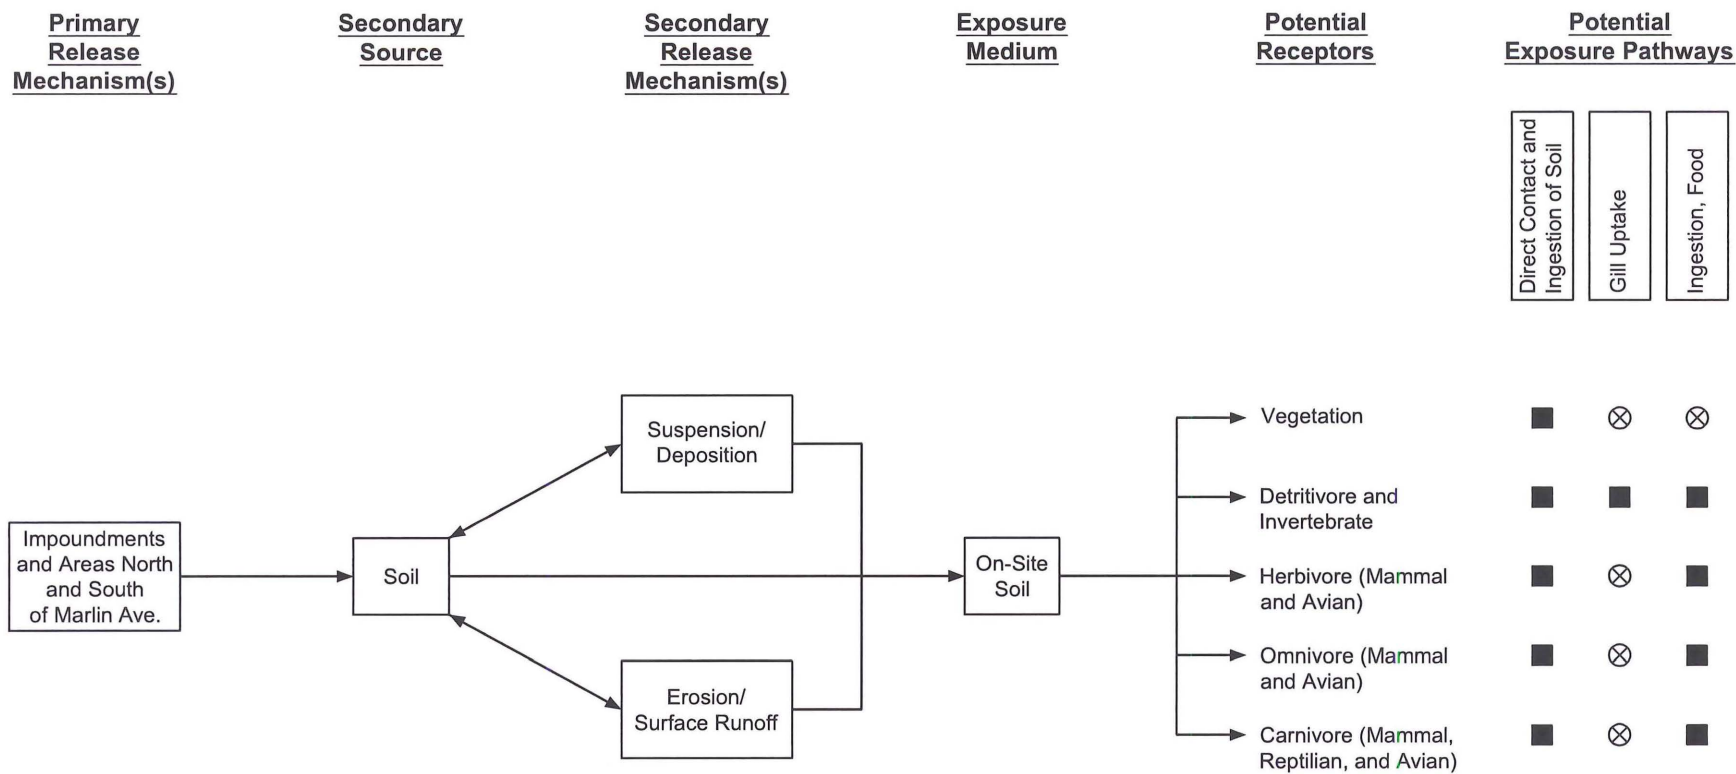 Primary
Release
Mechanism(s)
Secondary
Source
Secondary
Release
Mechanism(s)
Exposure
Medium
Potential
Receptors
Potential
Exposure Pathways
Direct Contact and
Ingestion of Soil
Gill Uptake
Ingestion, Food
Impoundments
and Areas North
and South
of Marlin Ave.
Soil
Suspension/
Deposition
Erosion/
Surface Runoff
On-Site
Soil
Vegetation
Detritivore and
Invertebrate
Herbivore (Mammal
and Avian)
Omnivore (Mammal
and Avian)
Carnivore (Mammal,
Reptilian, and Avian)